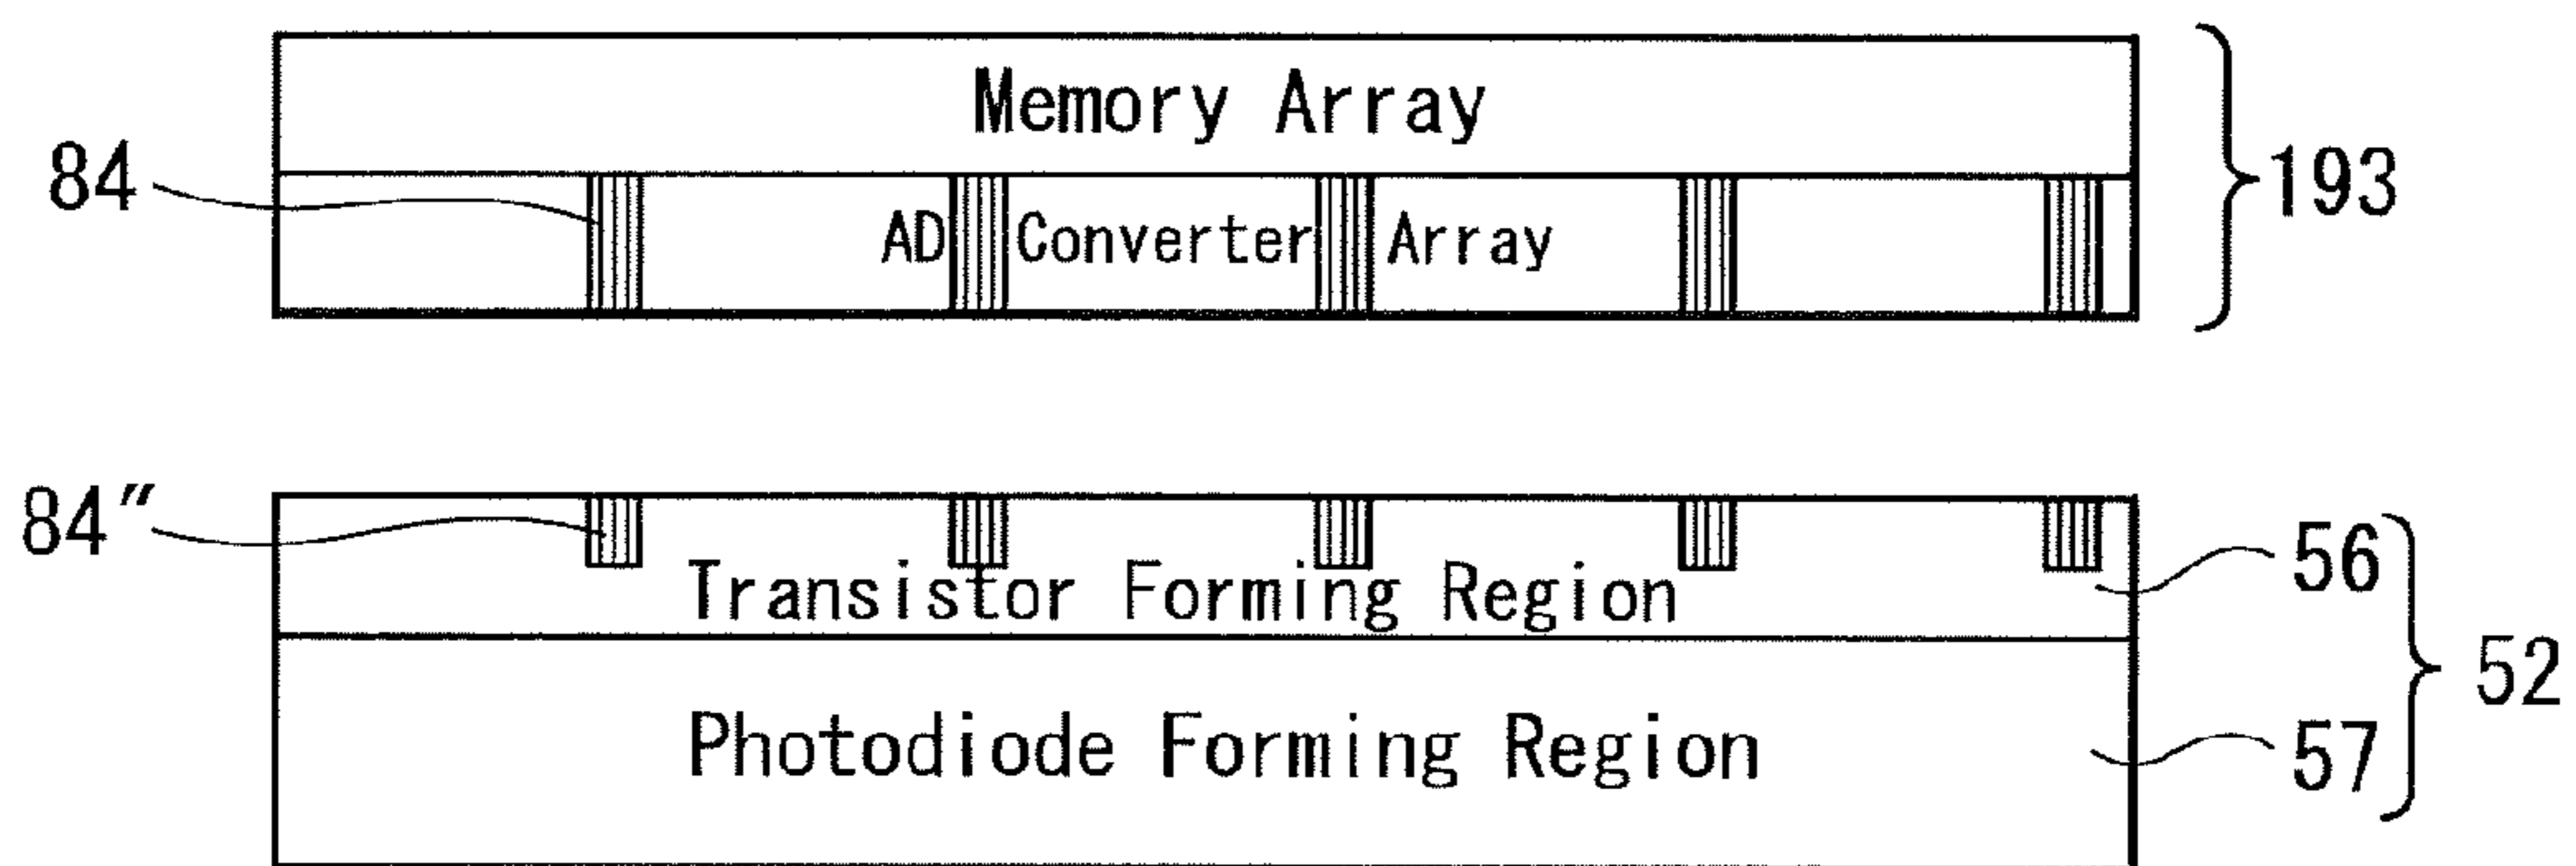 Memory Array
84
AD Converter Array
193
84″
Transistor Forming Region
56
52
Photodiode Forming Region
57